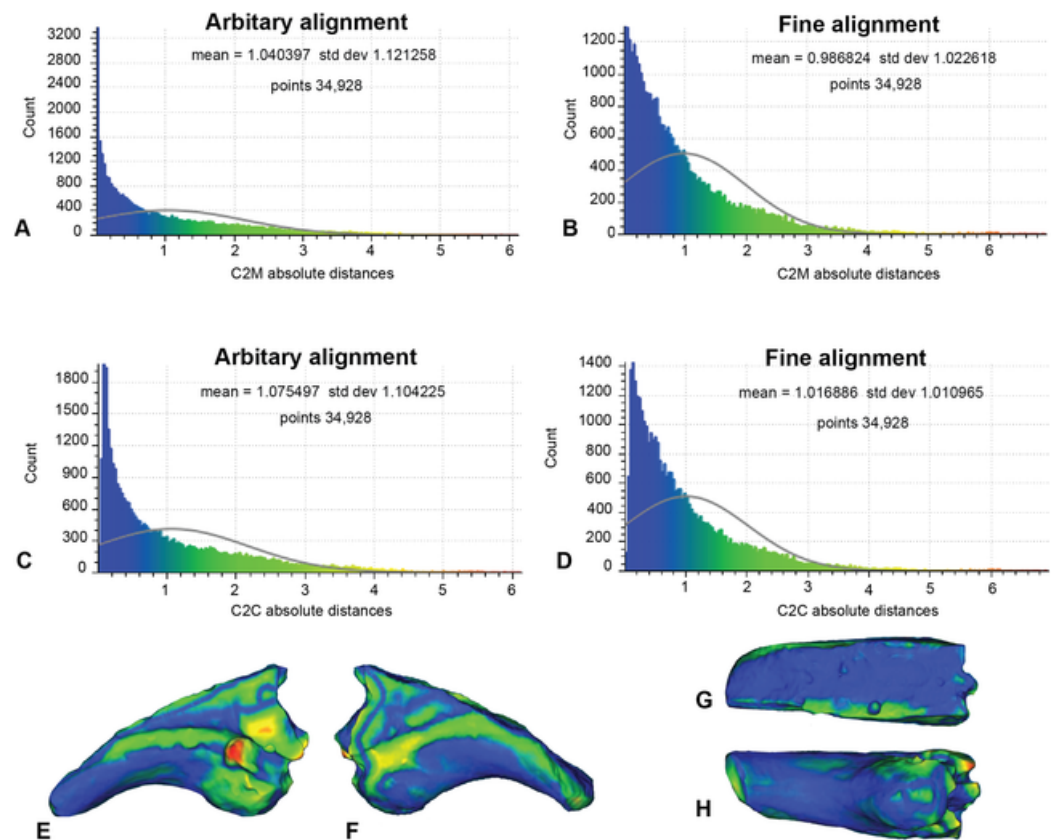 Arbitary alignment
mean = 1.040397 std dev 1.121258
points 34,928
3200
2800
2400
2000
1600
1200
800
400
0
Count
1 2 3 4 5 6
C2M absolute distances
A
Fine alignment
mean = 0.986824 std dev 1.022618
points 34,928
1200
1000
800
600
400
200
0
Count
1 2 3 4 5 6
C2M absolute distances
B
Arbitary alignment
mean = 1.075497 std dev 1.104225
points 34,928
1800
1500
1200
900
600
300
0
Count
1 2 3 4 5 6
C2C absolute distances
C
Fine alignment
mean = 1.016886 std dev 1.010965
points 34,928
1400
1200
1000
800
600
400
200
0
Count
1 2 3 4 5 6
C2C absolute distances
D
E
F
G
H